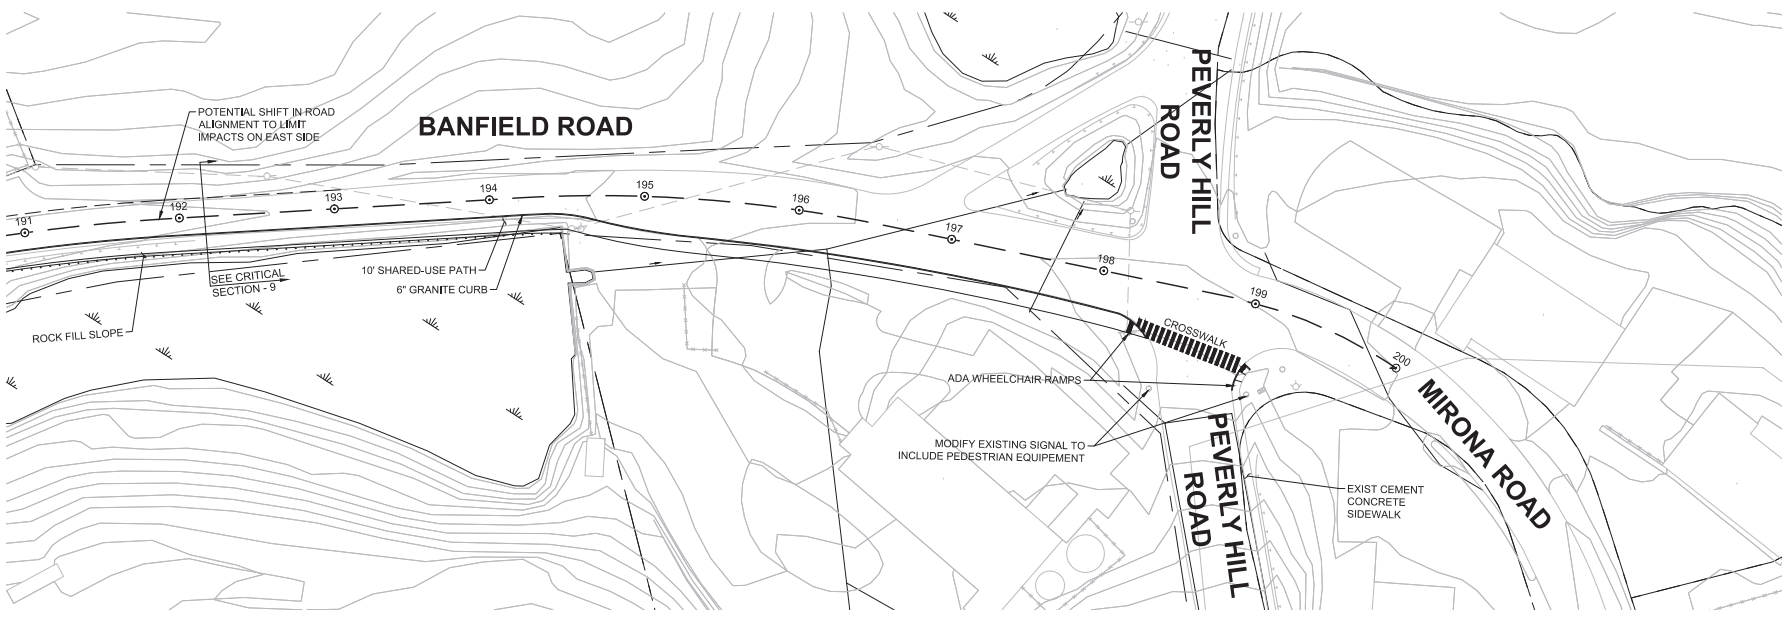 POTENTIAL SHIFT IN ROAD
ALIGNMENT TO LIMIT
IMPACTS ON EAST SIDE
BANFIELD ROAD
PEVERLY HILL
ROAD
191
192
193
194
195
196
197
198
199
200
SEE CRITICAL
SECTION - 9
10' SHARED-USE PATH
6" GRANITE CURB
ROCK FILL SLOPE
CROSSWALK
ADA WHEELCHAIR RAMPS
MODIFY EXISTING SIGNAL TO
INCLUDE PEDESTRIAN EQUIPEMENT
PEVERLY HILL
ROAD
MIRONA ROAD
EXIST CEMENT
CONCRETE
SIDEWALK